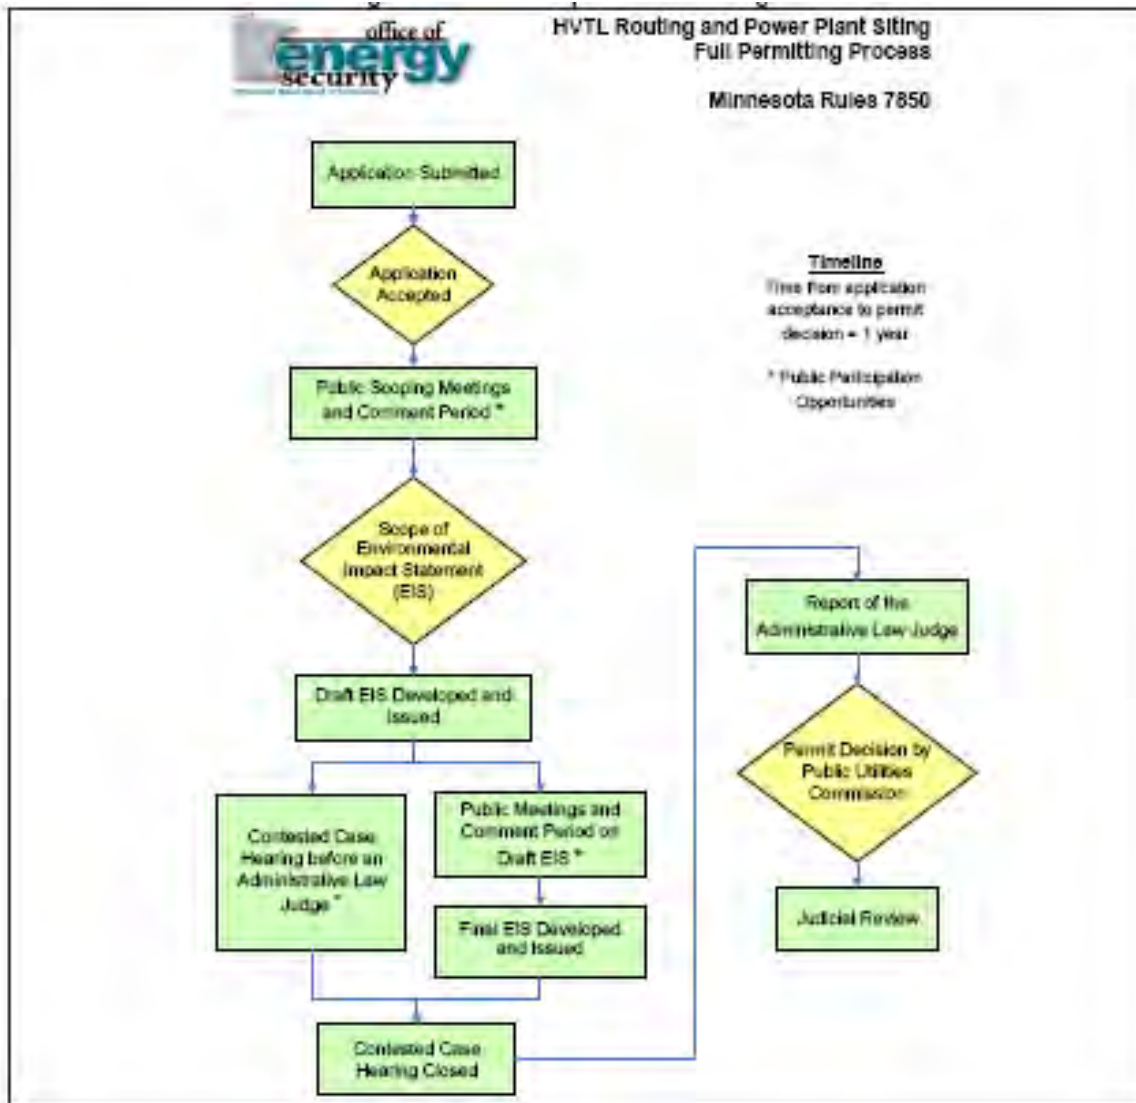 office of
energy
security
HVTL Routing and Power Plant Siting
Full Permitting Process
Minnesota Rules 7850
Application Submitted
Application
Accepted
Timeline
Time from application
acceptance to permit
decision = 1 year
* Public Participation
Opportunities
Public Scoping Meetings
and Comment Period *
Scope of
Environmental
Impact Statement
(EIS)
Draft EIS Developed and
Issued
Contested Case
Hearing before an
Administrative Law
Judge *
Public Meetings and
Comment Period on
Draft EIS *
Final EIS Developed
and Issued
Contested Case
Hearing Closed
Report of the
Administrative Law Judge
Permit Decision by
Public Utilities
Commission
Judicial Review